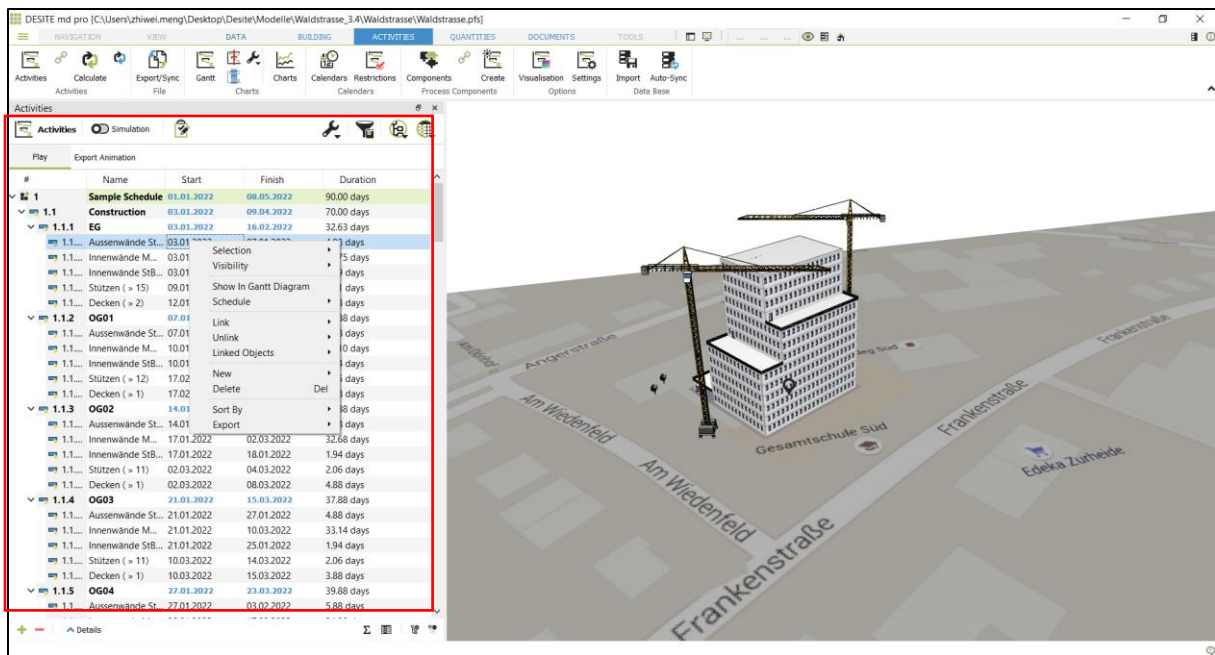 DESITE md pro [C:\Users\zhiwei.meng\Desktop\Desite\Modelle\Waldstrasse_3.4\Waldstrasse\Waldstrasse.pfs]
NAVIGATION VIEW DATA BUILDING ACTIVITIES QUANTITIES DOCUMENTS TOOLS
Activities Calculate Export/Sync Gantt Charts Calendars Restrictions Components Create Visualisation Settings Import Auto-Sync
Activities File Charts Calendars Process Components Options Data Base
Activities
Activities Simulation
Play Export Animation
# Name Start Finish Duration
1 Sample Schedule 01.01.2022 08.05.2022 90.00 days
1.1 Construction 03.01.2022 09.04.2022 70.00 days
1.1.1 EG 03.01.2022 16.02.2022 32.63 days
1.1.... Aussenwände St... 03.01 days
1.1.... Innenwände M... 03.01 days
1.1.... Innenwände StB... 03.01 days
1.1.... Stützen ( » 15) 09.01 days
1.1.... Decken ( » 2) 12.01 days
1.1.2 OG01 07.01 days
1.1.... Aussenwände St... 07.01 days
1.1.... Innenwände M... 10.01 days
1.1.... Innenwände StB... 10.01 days
1.1.... Stützen ( » 12) 17.02 days
1.1.... Decken ( » 1) 17.02 days
1.1.3 OG02 14.01 days
1.1.... Aussenwände St... 14.01 days
1.1.... Innenwände M... 17.01.2022 02.03.2022 32.68 days
1.1.... Innenwände StB... 17.01.2022 18.01.2022 1.94 days
1.1.... Stützen ( » 11) 02.03.2022 04.03.2022 2.06 days
1.1.... Decken ( » 1) 02.03.2022 08.03.2022 4.88 days
1.1.4 OG03 21.01.2022 15.03.2022 37.88 days
1.1.... Aussenwände St... 21.01.2022 27.01.2022 4.88 days
1.1.... Innenwände M... 21.01.2022 10.03.2022 33.14 days
1.1.... Innenwände StB... 21.01.2022 25.01.2022 1.94 days
1.1.... Stützen ( » 11) 10.03.2022 14.03.2022 2.06 days
1.1.... Decken ( » 1) 10.03.2022 15.03.2022 3.88 days
1.1.5 OG04 27.01.2022 23.03.2022 39.88 days
1.1.... Aussenwände St... 27.01.2022 03.02.2022 5.88 days
Details
Selection
Visibility
Show In Gantt Diagram
Schedule
Link
Unlink
Linked Objects
New
Delete Del
Sort By
Export
Am Dienhof
Angerstraße
Frankenstraße
Am Wiedenfeld
Gesamtschule Süd
Frankenstraße
Edeka Zurheide
Am Wiedenfeld
Frankenstraße